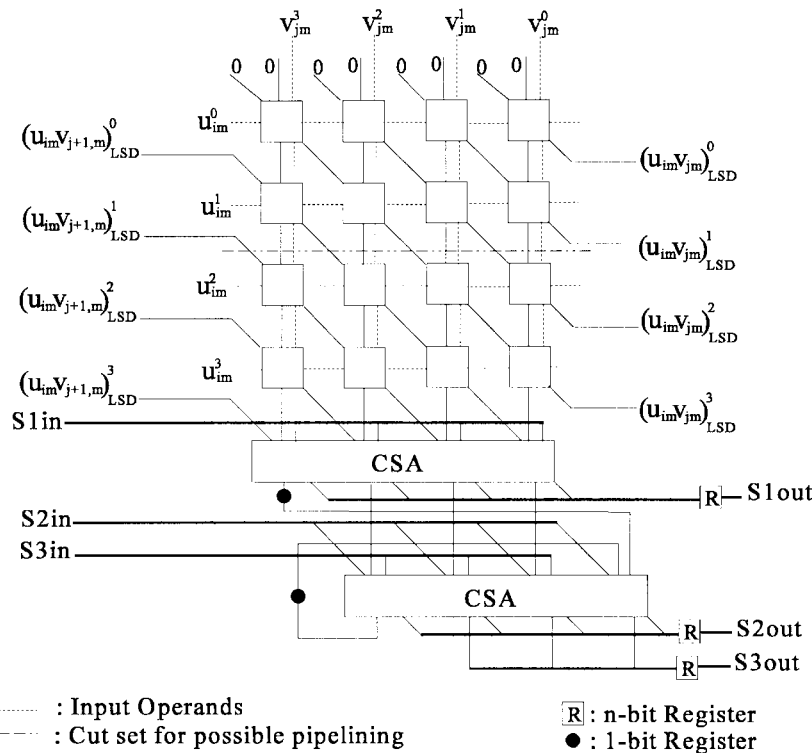 v³jm v²jm v¹jm v⁰jm
0 0 0 0 0 0 0 0
u⁰im
(uimvj+1,m)⁰LSD
(uimvjm)⁰LSD
u¹im
(uimvj+1,m)¹LSD
(uimvjm)¹LSD
u²im
(uimvj+1,m)²LSD
(uimvjm)²LSD
u³im
(uimvj+1,m)³LSD
(uimvjm)³LSD
S1in
CSA
R S1out
S2in
S3in
CSA
R S2out
R S3out
: Input Operands
: Cut set for possible pipelining
R : n-bit Register
: 1-bit Register